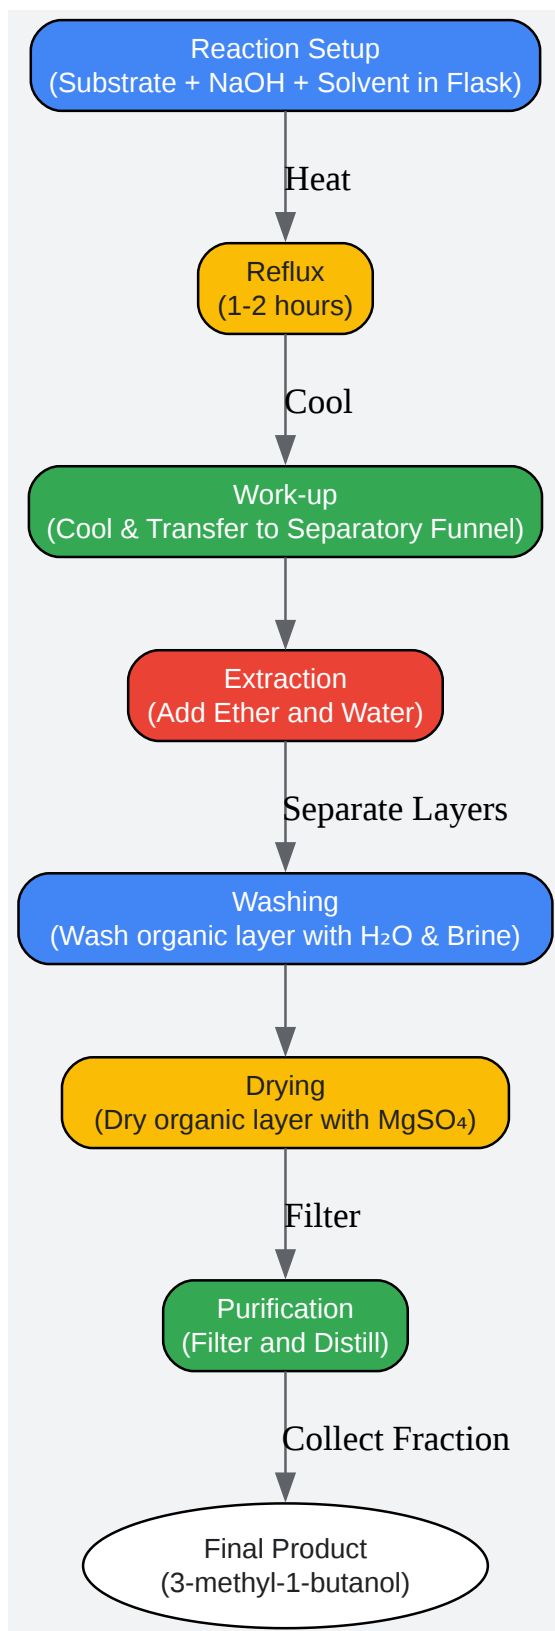 Reaction Setup
(Substrate + NaOH + Solvent in Flask)
Heat
Reflux
(1-2 hours)
Cool
Work-up
(Cool & Transfer to Separatory Funnel)
Extraction
(Add Ether and Water)
Separate Layers
Washing
(Wash organic layer with H₂O & Brine)
Drying
(Dry organic layer with MgSO₄)
Filter
Purification
(Filter and Distill)
Collect Fraction
Final Product
(3-methyl-1-butanol)